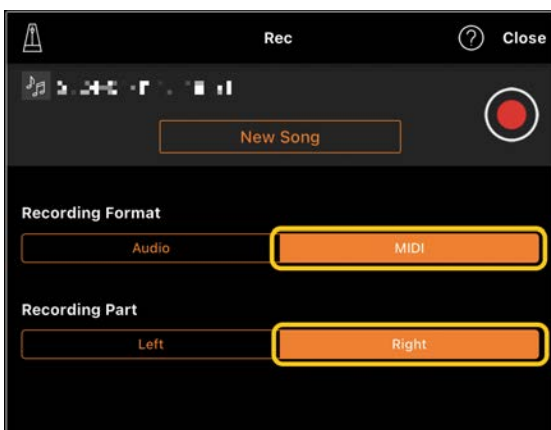 Rec
? Close
New Song
Recording Format
Audio MIDI
Recording Part
Left Right